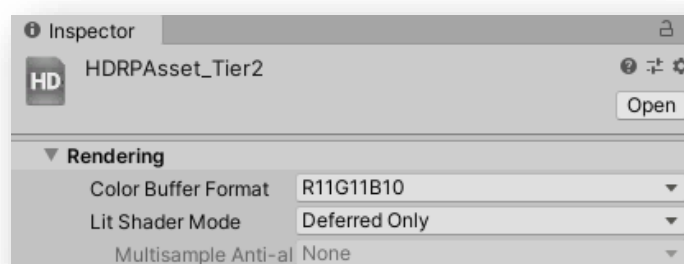 Inspector
HD HDRPAsset_Tier2
Open
Rendering
Color Buffer Format R11G11B10
Lit Shader Mode Deferred Only
Multisample Anti-al None